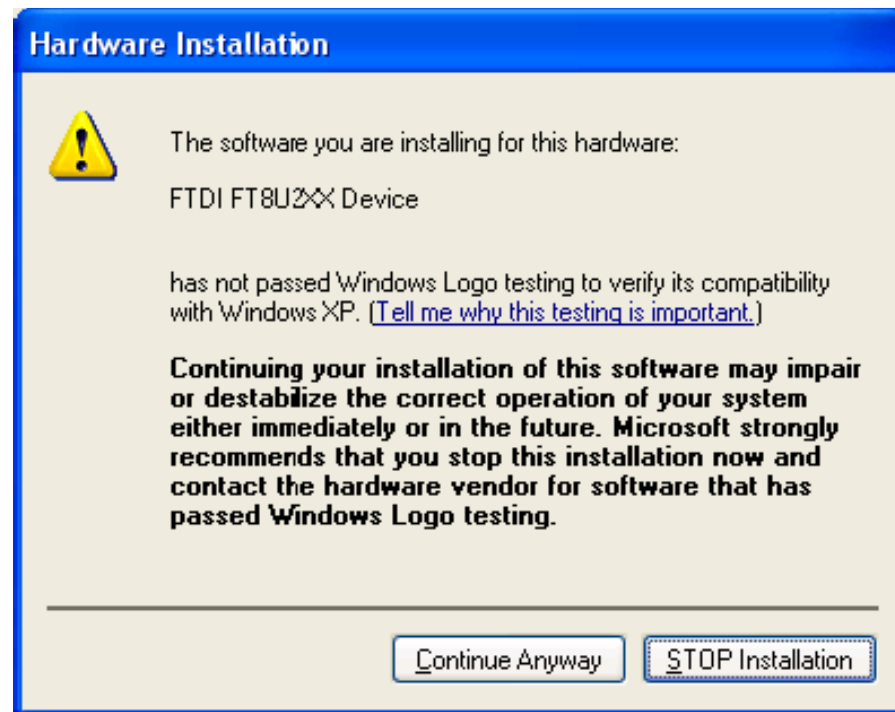 Hardware Installation
The software you are installing for this hardware:
FTDI FT8U2XX Device
has not passed Windows Logo testing to verify its compatibility
with Windows XP. (Tell me why this testing is important.)
Continuing your installation of this software may impair
or destabilize the correct operation of your system
either immediately or in the future. Microsoft strongly
recommends that you stop this installation now and
contact the hardware vendor for software that has
passed Windows Logo testing.
Continue Anyway
STOP Installation